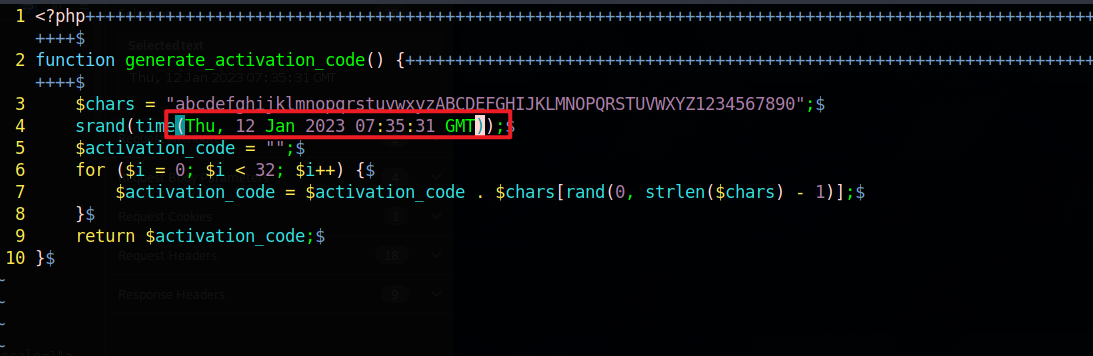 1 <?php++++++++++++++++++++++++++++++++++++++++++++++++++++++++++++++++++++++++++++++++++++++++++++++++++++
++++$
2 function generate_activation_code() {++++++++++++++++++++++++++++++++++++++++++++++++++++++++++++++++++++
++++$
3 $chars = "abcdefghijklmnopqrstuvwxyzABCDEFGHIJKLMNOPQRSTUVWXYZ1234567890";$
4 srand(time(Thu, 12 Jan 2023 07:35:31 GMT));$
5 $activation_code = "";$
6 for ($i = 0; $i < 32; $i++) {$
7 $activation_code = $activation_code . $chars[rand(0, strlen($chars) - 1)];$
8 }$
9 return $activation_code;$
10 }$
~
~
~
~
Selected text
Thu, 12 Jan 2023 07:35:31 GMT
Request Cookies 1
Request Headers 18
Response Headers 9